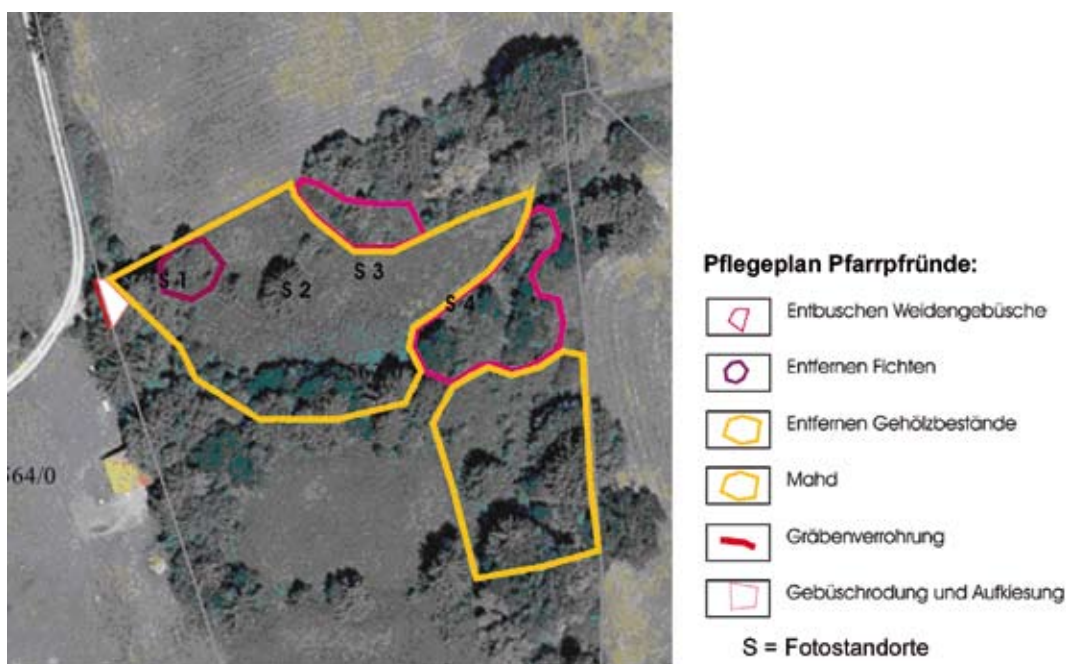 S 1
S 2
S 3
S 4
564/0
Pflegeplan Pfarrpfründe:
Entbuschen Weidengebüsche
Entfernen Fichten
Entfernen Gehölzbestände
Mahd
Gräbenverrohrung
Gebüschrodung und Aufkiesung
S = Fotostandorte